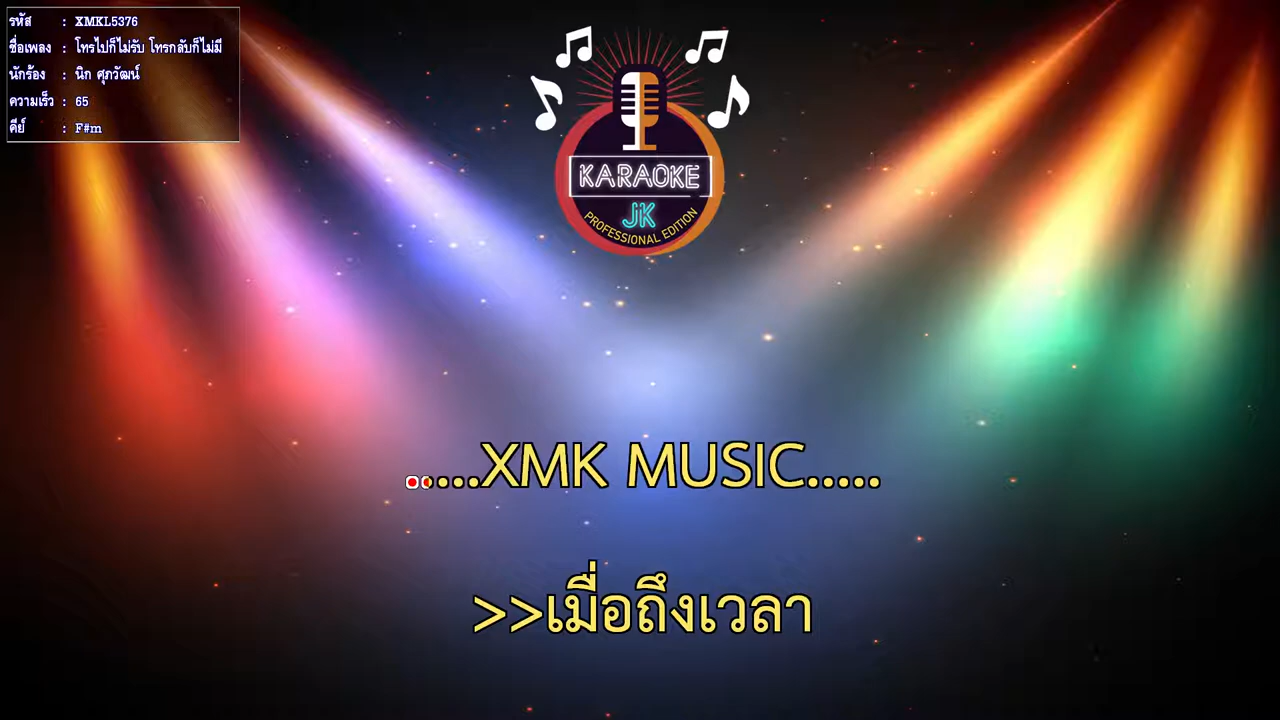 รหัส : XMKL5376
ชื่อเพลง : โทรไปก็ไม่รับ โทรกลับก็ไม่มี
นักร้อง : นิก ศุภวัฒน์
ความเร็ว : 65
คีย์ : F#m
KARAOKE
JK
PROFESSIONAL EDITION
.....XMK MUSIC.....
>>เมื่อถึงเวลา